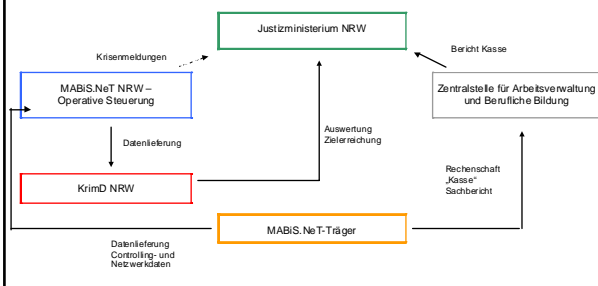 Justizministerium NRW
Krisenmeldungen
Bericht Kasse
MABiS.NeT NRW –
Operative Steuerung
Zentralstelle für Arbeitsverwaltung
und Berufliche Bildung
Datenlieferung
Auswertung
Zielerreichung
KrimD NRW
Rechenschaft
„Kasse“
Sachbericht
MABiS.NeT-Träger
Datenlieferung
Controlling- und
Netzwerkdaten